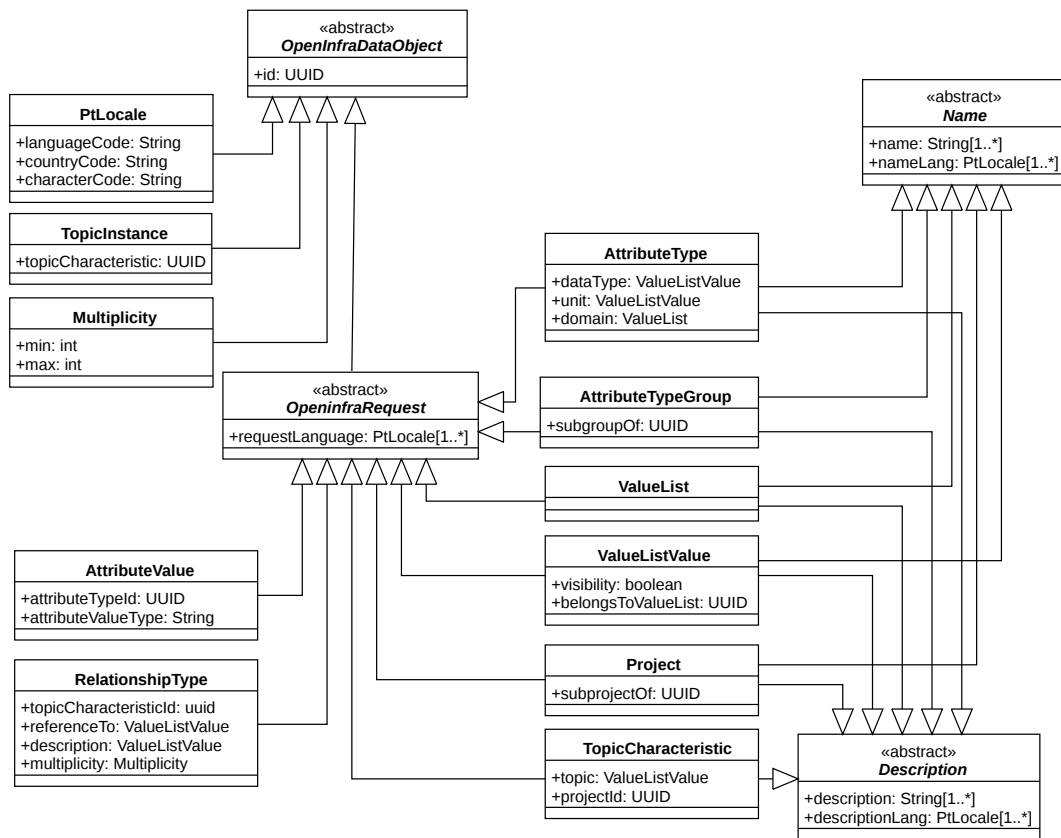 «abstract»
OpenInfraDataObject
+id: UUID
PtLocale
+languageCode: String
+countryCode: String
+characterCode: String
«abstract»
Name
+name: String[1..*]
+nameLang: PtLocale[1..*]
TopicInstance
+topicCharacteristic: UUID
AttributeType
+dataType: ValueListValue
+unit: ValueListValue
+domain: ValueList
Multiplicity
+min: int
+max: int
«abstract»
OpeninfraRequest
+requestLanguage: PtLocale[1..*]
AttributeTypeGroup
+subgroupOf: UUID
ValueList
ValueListValue
+visibility: boolean
+belongsToValueList: UUID
AttributeValue
+attributeTypeId: UUID
+attributeValueType: String
Project
+subprojectOf: UUID
RelationshipType
+topicCharacteristicId: uuid
+referenceTo: ValueListValue
+description: ValueListValue
+multiplicity: Multiplicity
TopicCharacteristic
+topic: ValueListValue
+projectId: UUID
«abstract»
Description
+description: String[1..*]
+descriptionLang: PtLocale[1..*]